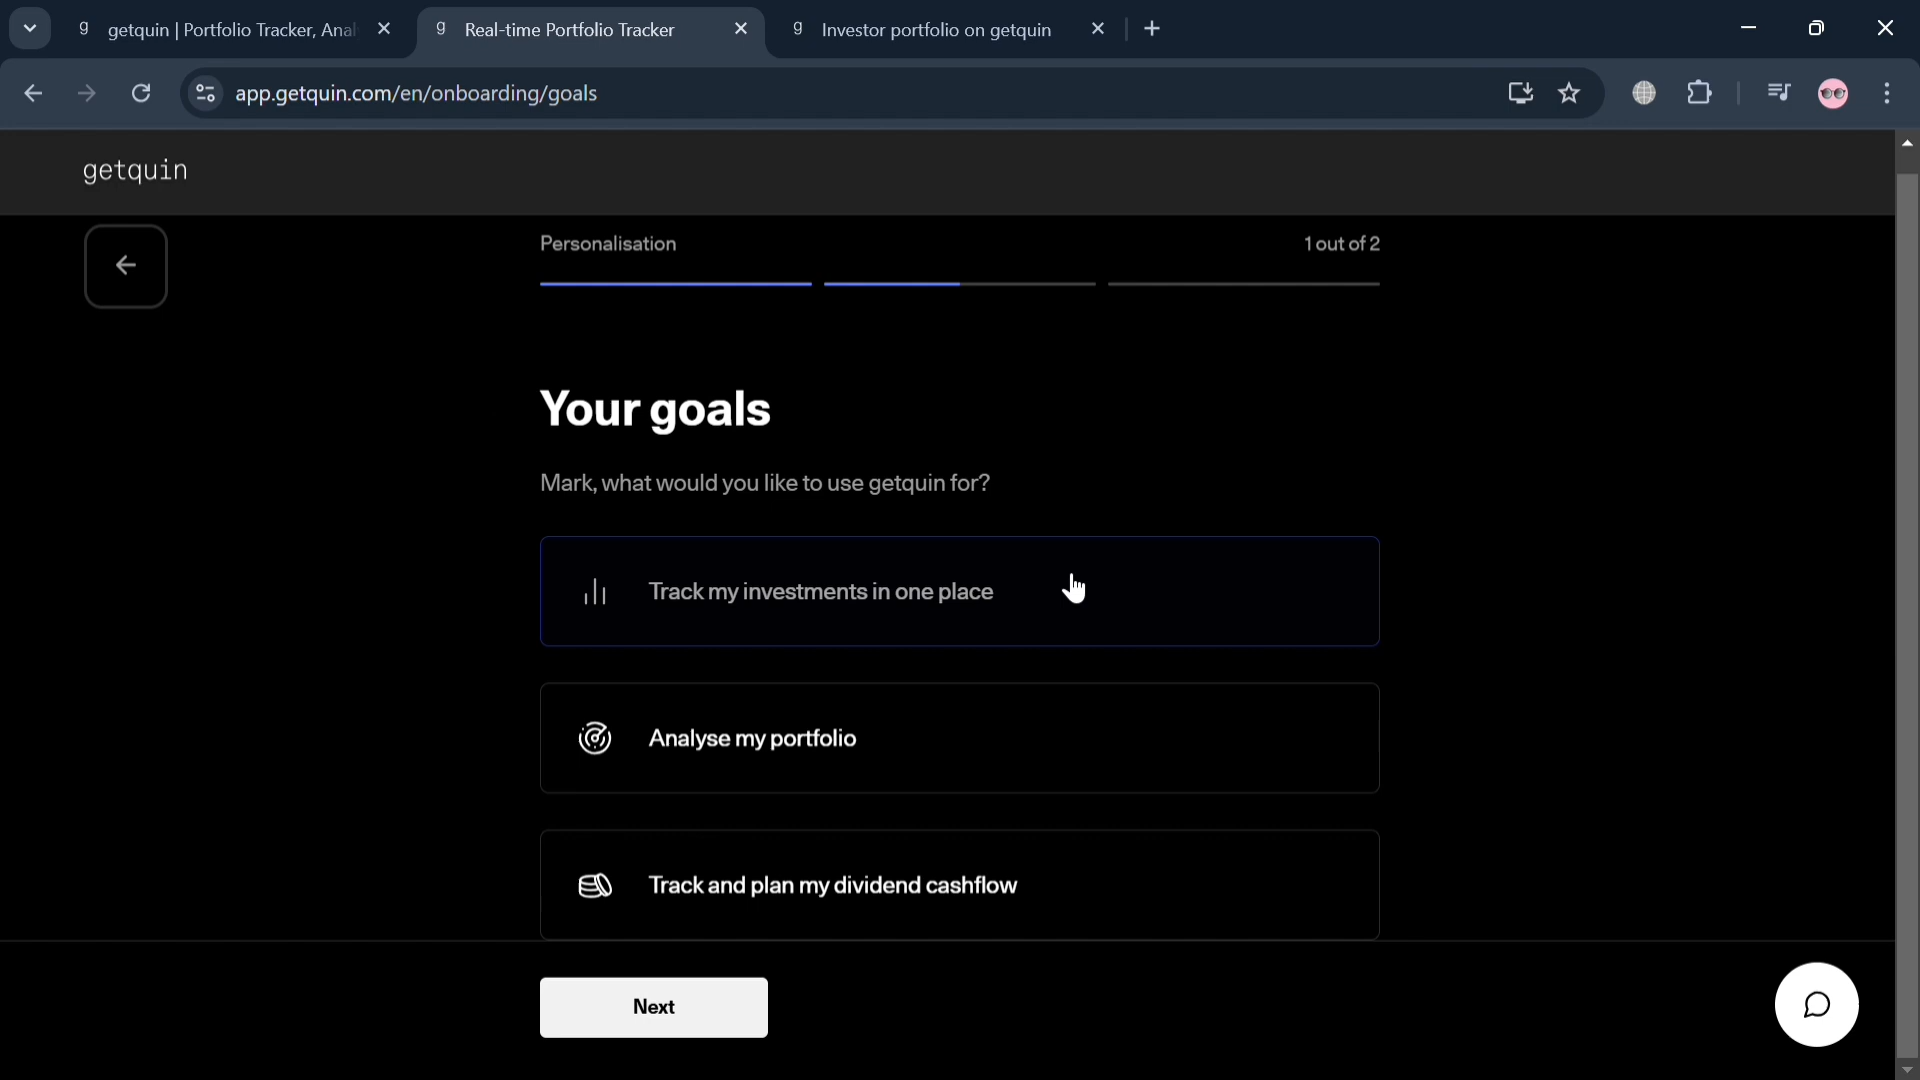 getquin | Portfolio Tracker, Anal
Real-time Portfolio Tracker
Investor portfolio on getquin
app.getquin.com/en/onboarding/goals
getquin
Personalisation
1 out of 2
Your goals
Mark, what would you like to use getquin for?
Track my investments in one place
Analyse my portfolio
Track and plan my dividend cashflow
Next